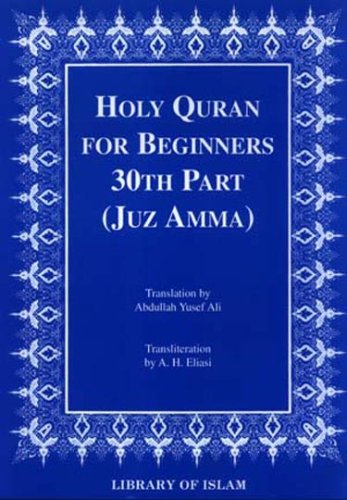 HOLY QURAN
FOR BEGINNERS
30TH PART
(JUZ AMMA)
Translation by
Abdullah Yusef Ali
Transliteration
by A. H. Eliasi
LIBRARY OF ISLAM